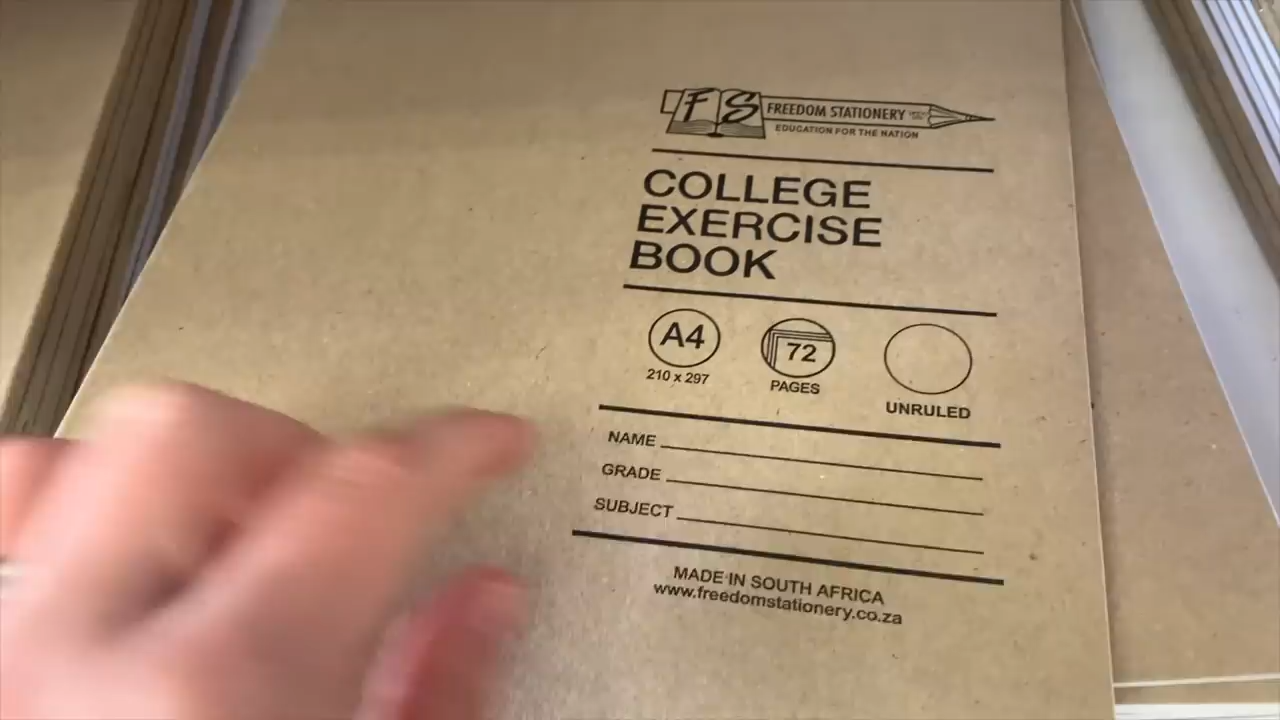 FS FREEDOM STATIONERY
EDUCATION FOR THE NATION
COLLEGE
EXERCISE
BOOK
A4
210 x 297
72
PAGES
UNRULED
NAME
GRADE
SUBJECT
MADE IN SOUTH AFRICA
www.freedomstationery.co.za